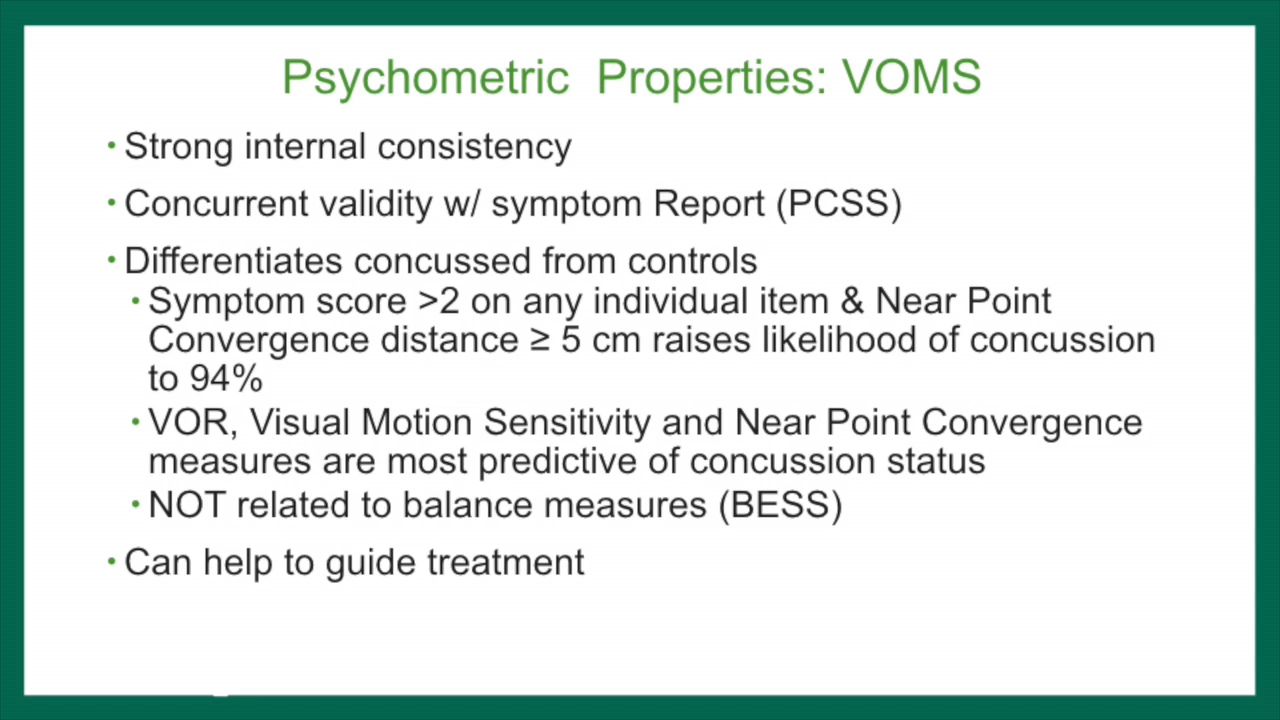 Psychometric Properties: VOMS
• Strong internal consistency
• Concurrent validity w/ symptom Report (PCSS)
• Differentiates concussed from controls
• Symptom score >2 on any individual item & Near Point
Convergence distance ≥ 5 cm raises likelihood of concussion
to 94%
• VOR, Visual Motion Sensitivity and Near Point Convergence
measures are most predictive of concussion status
• NOT related to balance measures (BESS)
• Can help to guide treatment